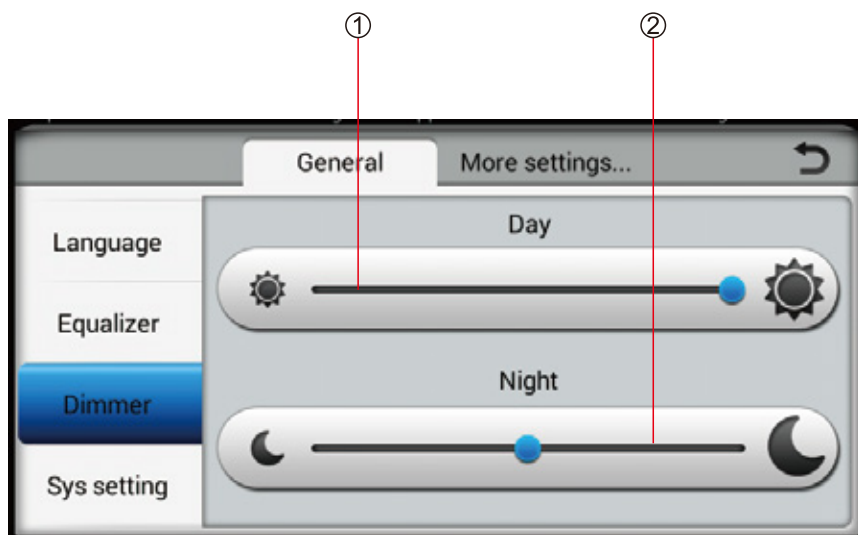 ① ②
General More settings...
Language
Equalizer
Dimmer
Sys setting
Day
Night